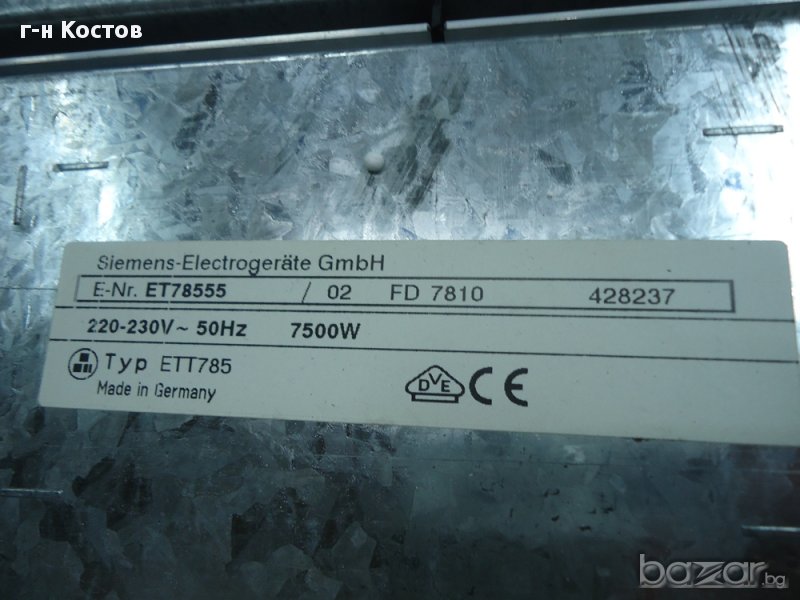 г-н Костов
Siemens-Electrogeräte GmbH
E-Nr. ET78555 / 02 FD 7810 428237
220-230V~ 50Hz 7500W
Typ ETT785
Made in Germany
DVE CE
bazar.bg